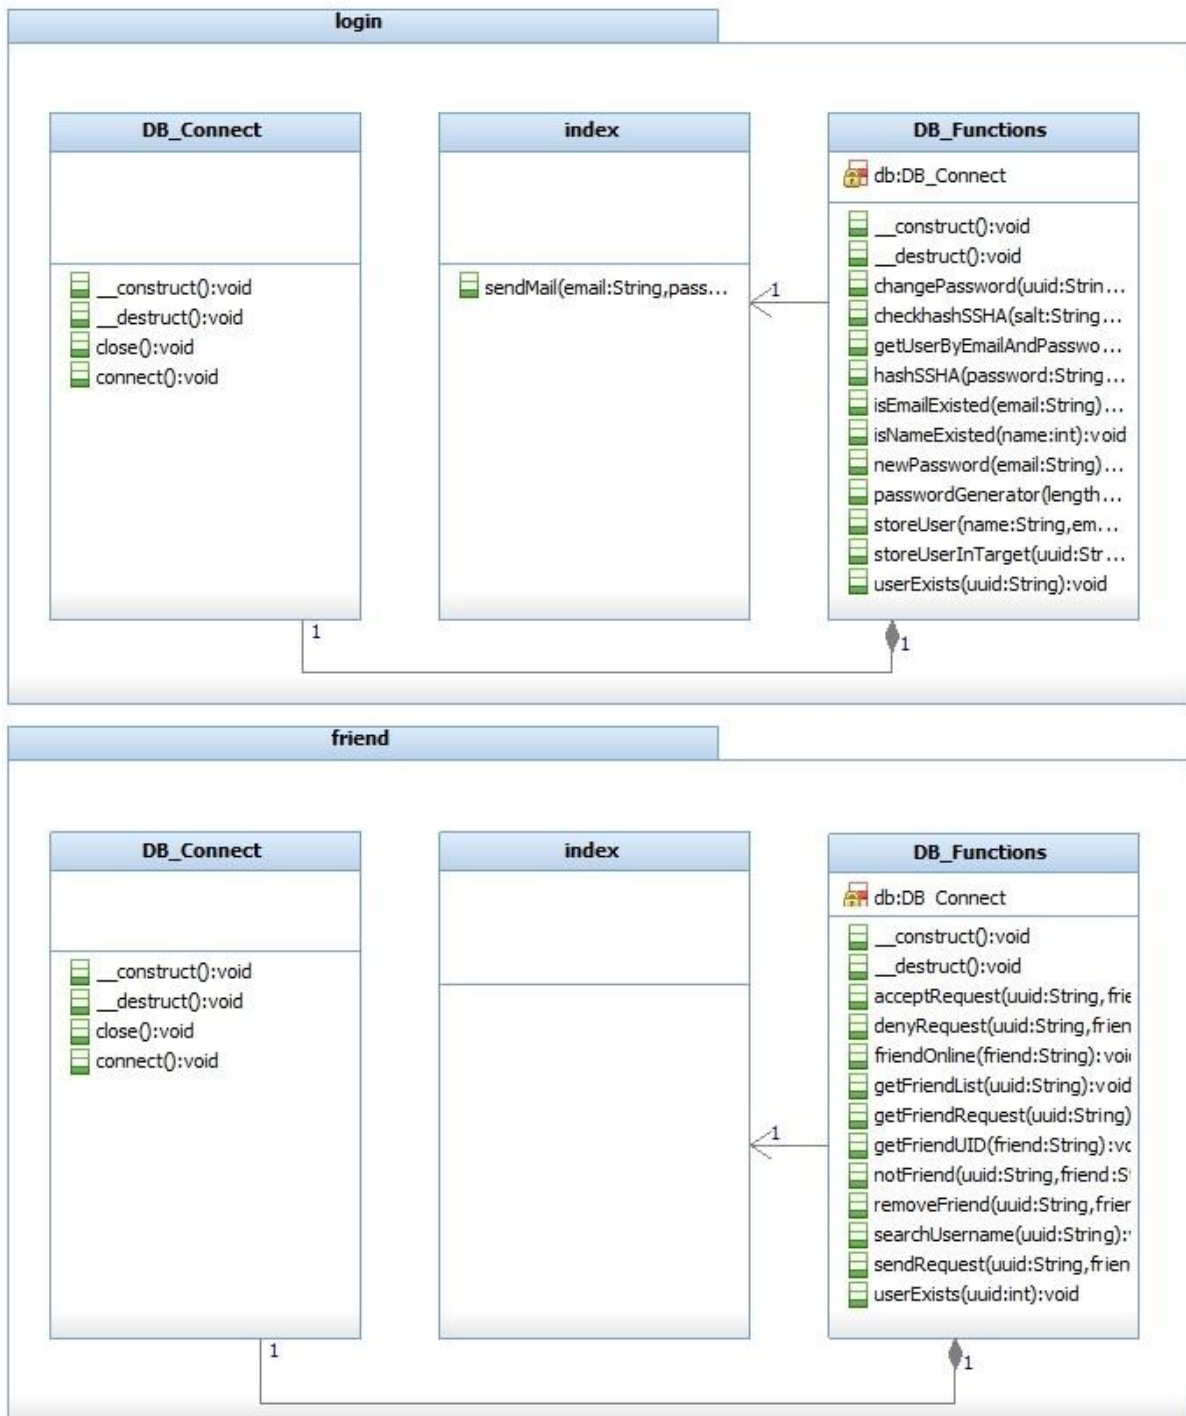 login
DB_Connect
__construct():void
__destruct():void
close():void
connect():void
index
sendMail(email:String,pass...
DB_Functions
db:DB_Connect
__construct():void
__destruct():void
changePassword(uuid:Strin...
checkhashSSHA(salt:String...
getUserByEmailAndPasswo...
hashSSHA(password:String...
isEmailExisted(email:String)...
isNameExisted(name:int):void
newPassword(email:String)...
passwordGenerator(length...
storeUser(name:String,em...
storeUserInTarget(uuid:Str...
userExists(uuid:String):void
1
1
1
friend
DB_Connect
__construct():void
__destruct():void
close():void
connect():void
index
DB_Functions
db:DB_Connect
__construct():void
__destruct():void
acceptRequest(uuid:String,frie
denyRequest(uuid:String,frien
friendOnline(friend:String):voi
getFriendList(uuid:String):void
getFriendRequest(uuid:String)
getFriendUID(friend:String):vo
notFriend(uuid:String,friend:S
removeFriend(uuid:String,frien
searchUsername(uuid:String):
sendRequest(uuid:String,frien
userExists(uuid:int):void
1
1
1